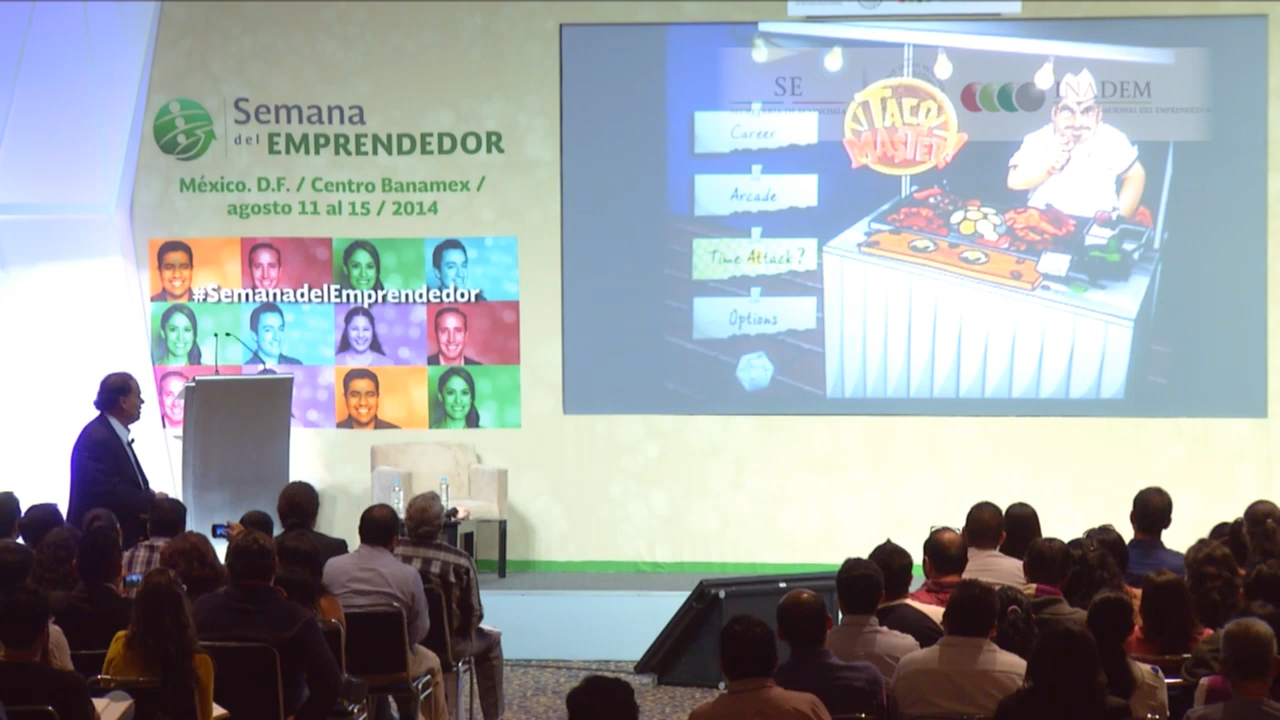 Semana
del EMPRENDEDOR
México. D.F. / Centro Banamex /
agosto 11 al 15 / 2014
#SemanadelEmprendedor
SE
INADEM
TACO
MASTER
Career
Arcade
Time Attack?
Options